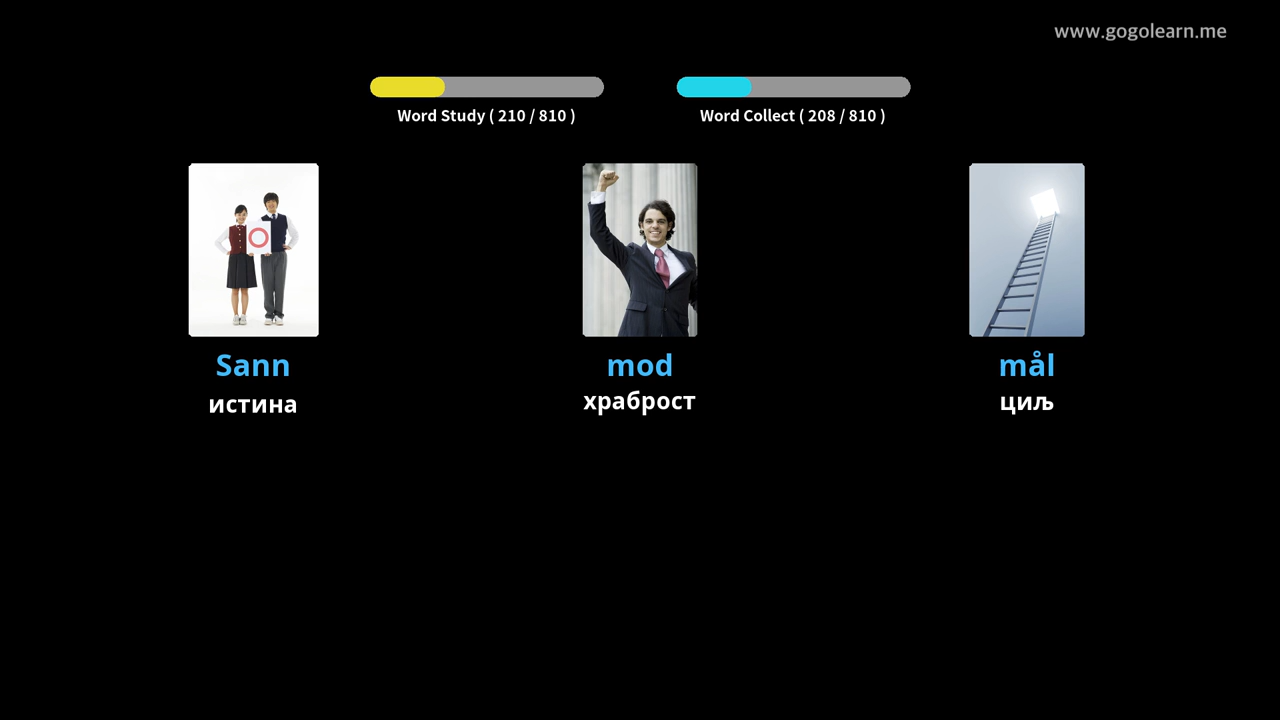 www.gogolearn.me
Word Study ( 210 / 810 )
Word Collect ( 208 / 810 )
Sann
mod
mål
истина
храброст
циљ